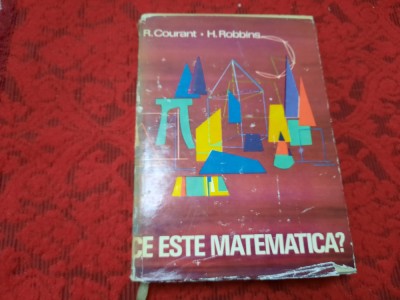 R. Courant • H. Robbins
CE ESTE MATEMATICA?